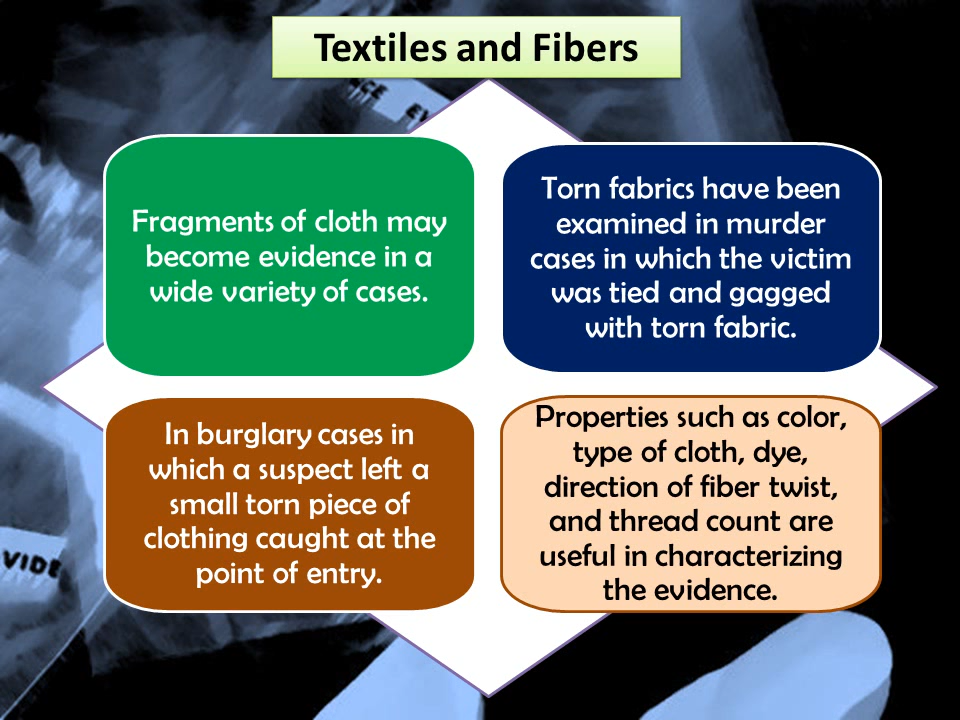 Textiles and Fibers
Fragments of cloth may
become evidence in a
wide variety of cases.
Torn fabrics have been
examined in murder
cases in which the victim
was tied and gagged
with torn fabric.
In burglary cases in
which a suspect left a
small torn piece of
clothing caught at the
point of entry.
Properties such as color,
type of cloth, dye,
direction of fiber twist,
and thread count are
useful in characterizing
the evidence.
VIDE